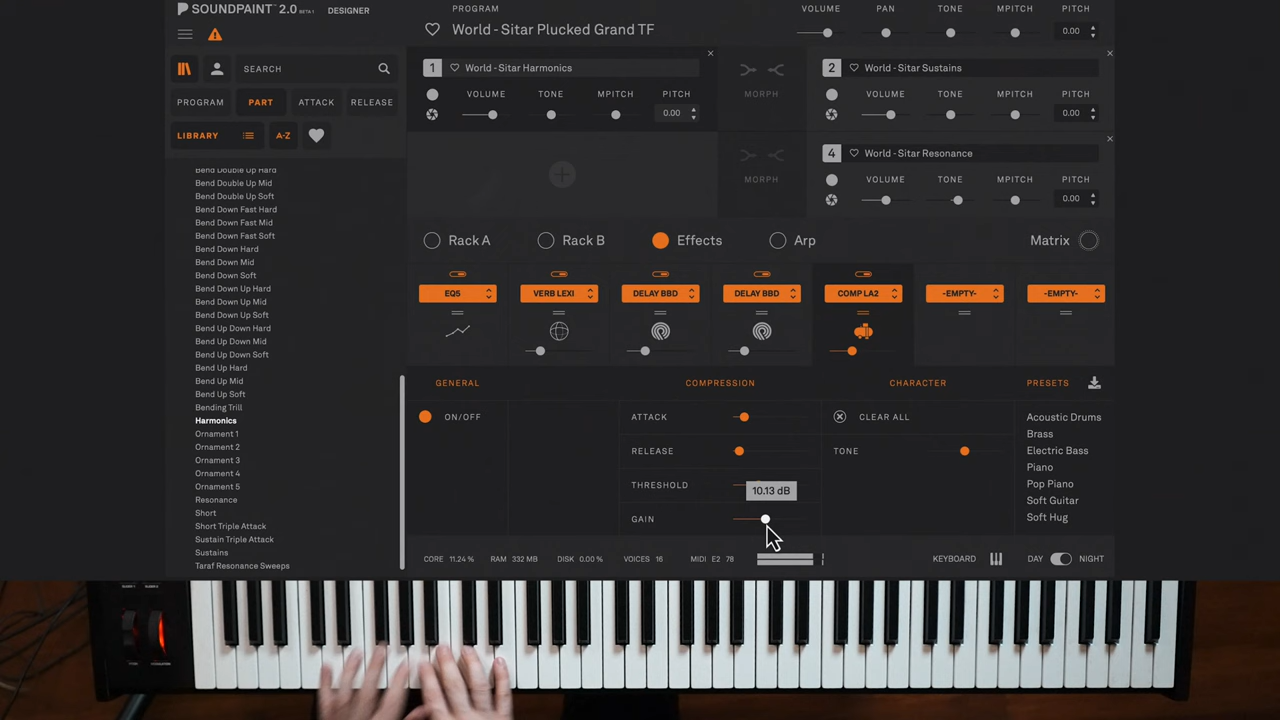 SOUNDPAINT™ 2.0 BETA 1 DESIGNER
PROGRAM
World - Sitar Plucked Grand TF
VOLUME PAN TONE MPITCH PITCH
0.00
SEARCH
PROGRAM PART ATTACK RELEASE
LIBRARY A-Z
Bend Double Up Hard
Bend Double Up Mid
Bend Double Up Soft
Bend Down Fast Hard
Bend Down Fast Mid
Bend Down Fast Soft
Bend Down Hard
Bend Down Mid
Bend Down Soft
Bend Down Up Hard
Bend Down Up Mid
Bend Down Up Soft
Bend Up Down Hard
Bend Up Down Mid
Bend Up Down Soft
Bend Up Hard
Bend Up Mid
Bend Up Soft
Bending Trill
Harmonics
Ornament 1
Ornament 2
Ornament 3
Ornament 4
Ornament 5
Resonance
Short
Short Triple Attack
Sustain Triple Attack
Sustains
Taraf Resonance Sweeps
1 World - Sitar Harmonics
VOLUME TONE MPITCH PITCH
0.00
MORPH
2 World - Sitar Sustains
VOLUME TONE MPITCH PITCH
0.00
MORPH
4 World - Sitar Resonance
VOLUME TONE MPITCH PITCH
0.00
Rack A Rack B Effects Arp Matrix
EQ5 VERB LEXI DELAY BBD DELAY BBD COMP LA2 -EMPTY- -EMPTY-
GENERAL COMPRESSION CHARACTER PRESETS
ON/OFF
ATTACK
RELEASE
THRESHOLD
10.13 dB
GAIN
CLEAR ALL
TONE
Acoustic Drums
Brass
Electric Bass
Piano
Pop Piano
Soft Guitar
Soft Hug
CORE 11.24 % RAM 332 MB DISK 0.00 % VOICES 16 MIDI E2 78 KEYBOARD DAY NIGHT